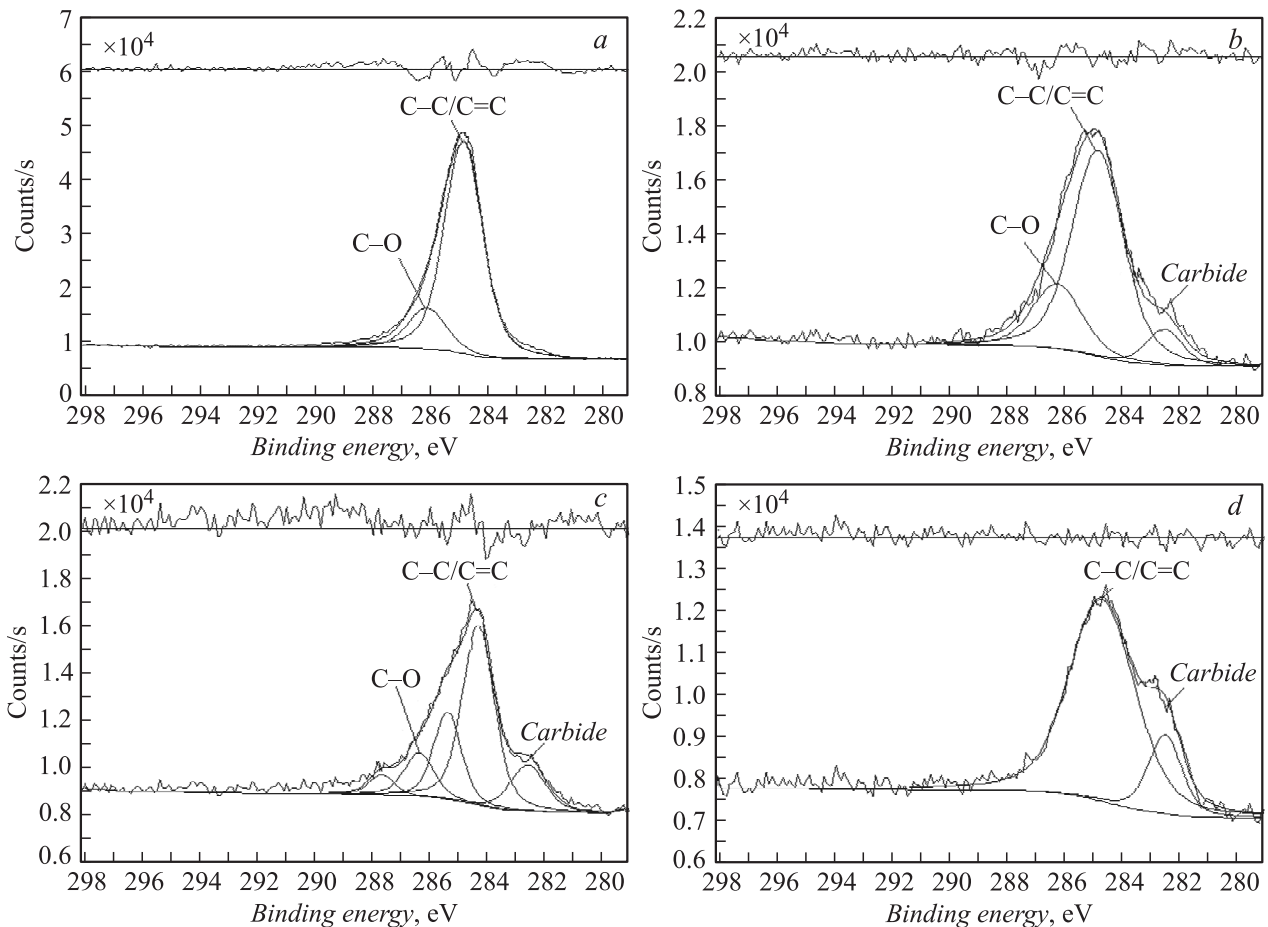 7
×10⁴
a
6
C–C/C=C
5
4
C–O
3
2
1
0
Counts/s
298 296 294 292 290 288 286 284 282 280
Binding energy, eV
2.2
×10⁴
b
2.0
C–C/C=C
1.8
1.6
C–O
1.4
Carbide
1.2
1.0
0.8
Counts/s
298 296 294 292 290 288 286 284 282 280
Binding energy, eV
2.2
×10⁴
c
2.0
C–C/C=C
1.8
1.6
C–O
1.4
Carbide
1.2
1.0
0.8
0.6
Counts/s
298 296 294 292 290 288 286 284 282 280
Binding energy, eV
1.5
×10⁴
d
1.4
C–C/C=C
1.3
1.2
1.1
Carbide
1.0
0.9
0.8
0.7
0.6
Counts/s
298 296 294 292 290 288 286 284 282 280
Binding energy, eV